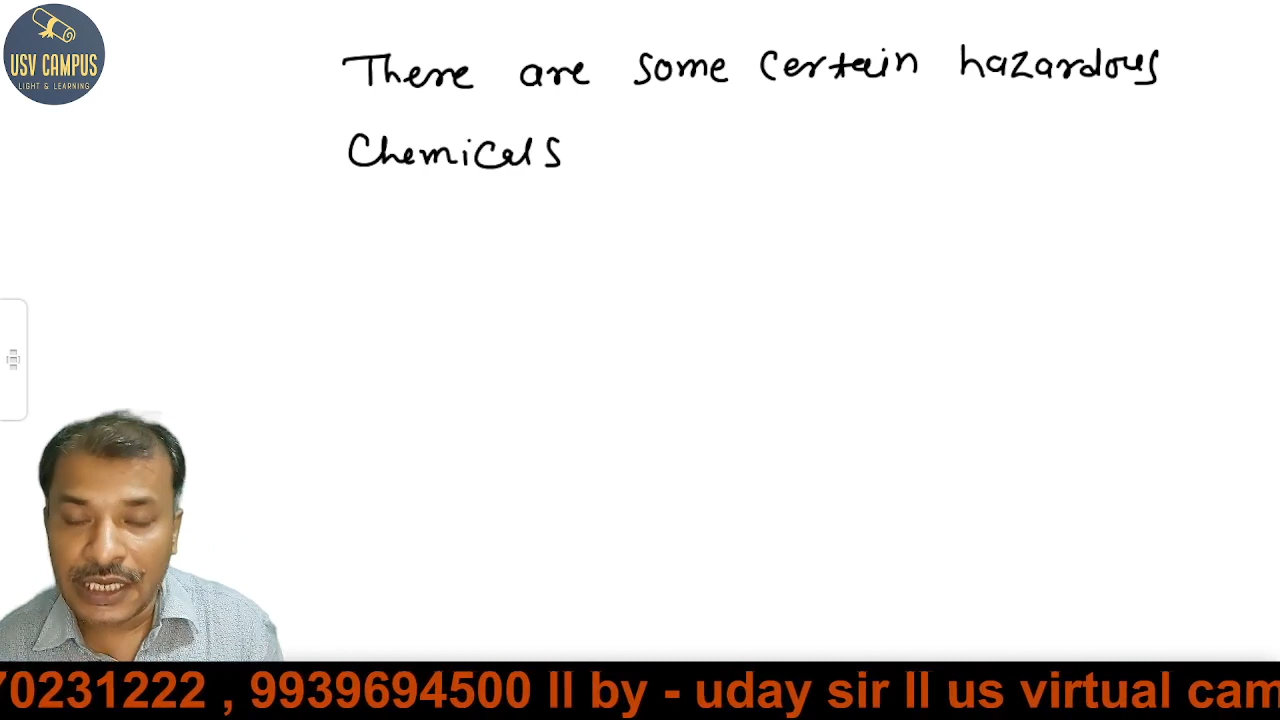 USV CAMPUS
LIGHT & LEARNING
There are some certain hazardous
Chemicals
70231222 , 9939694500 ll by - uday sir ll us virtual cam